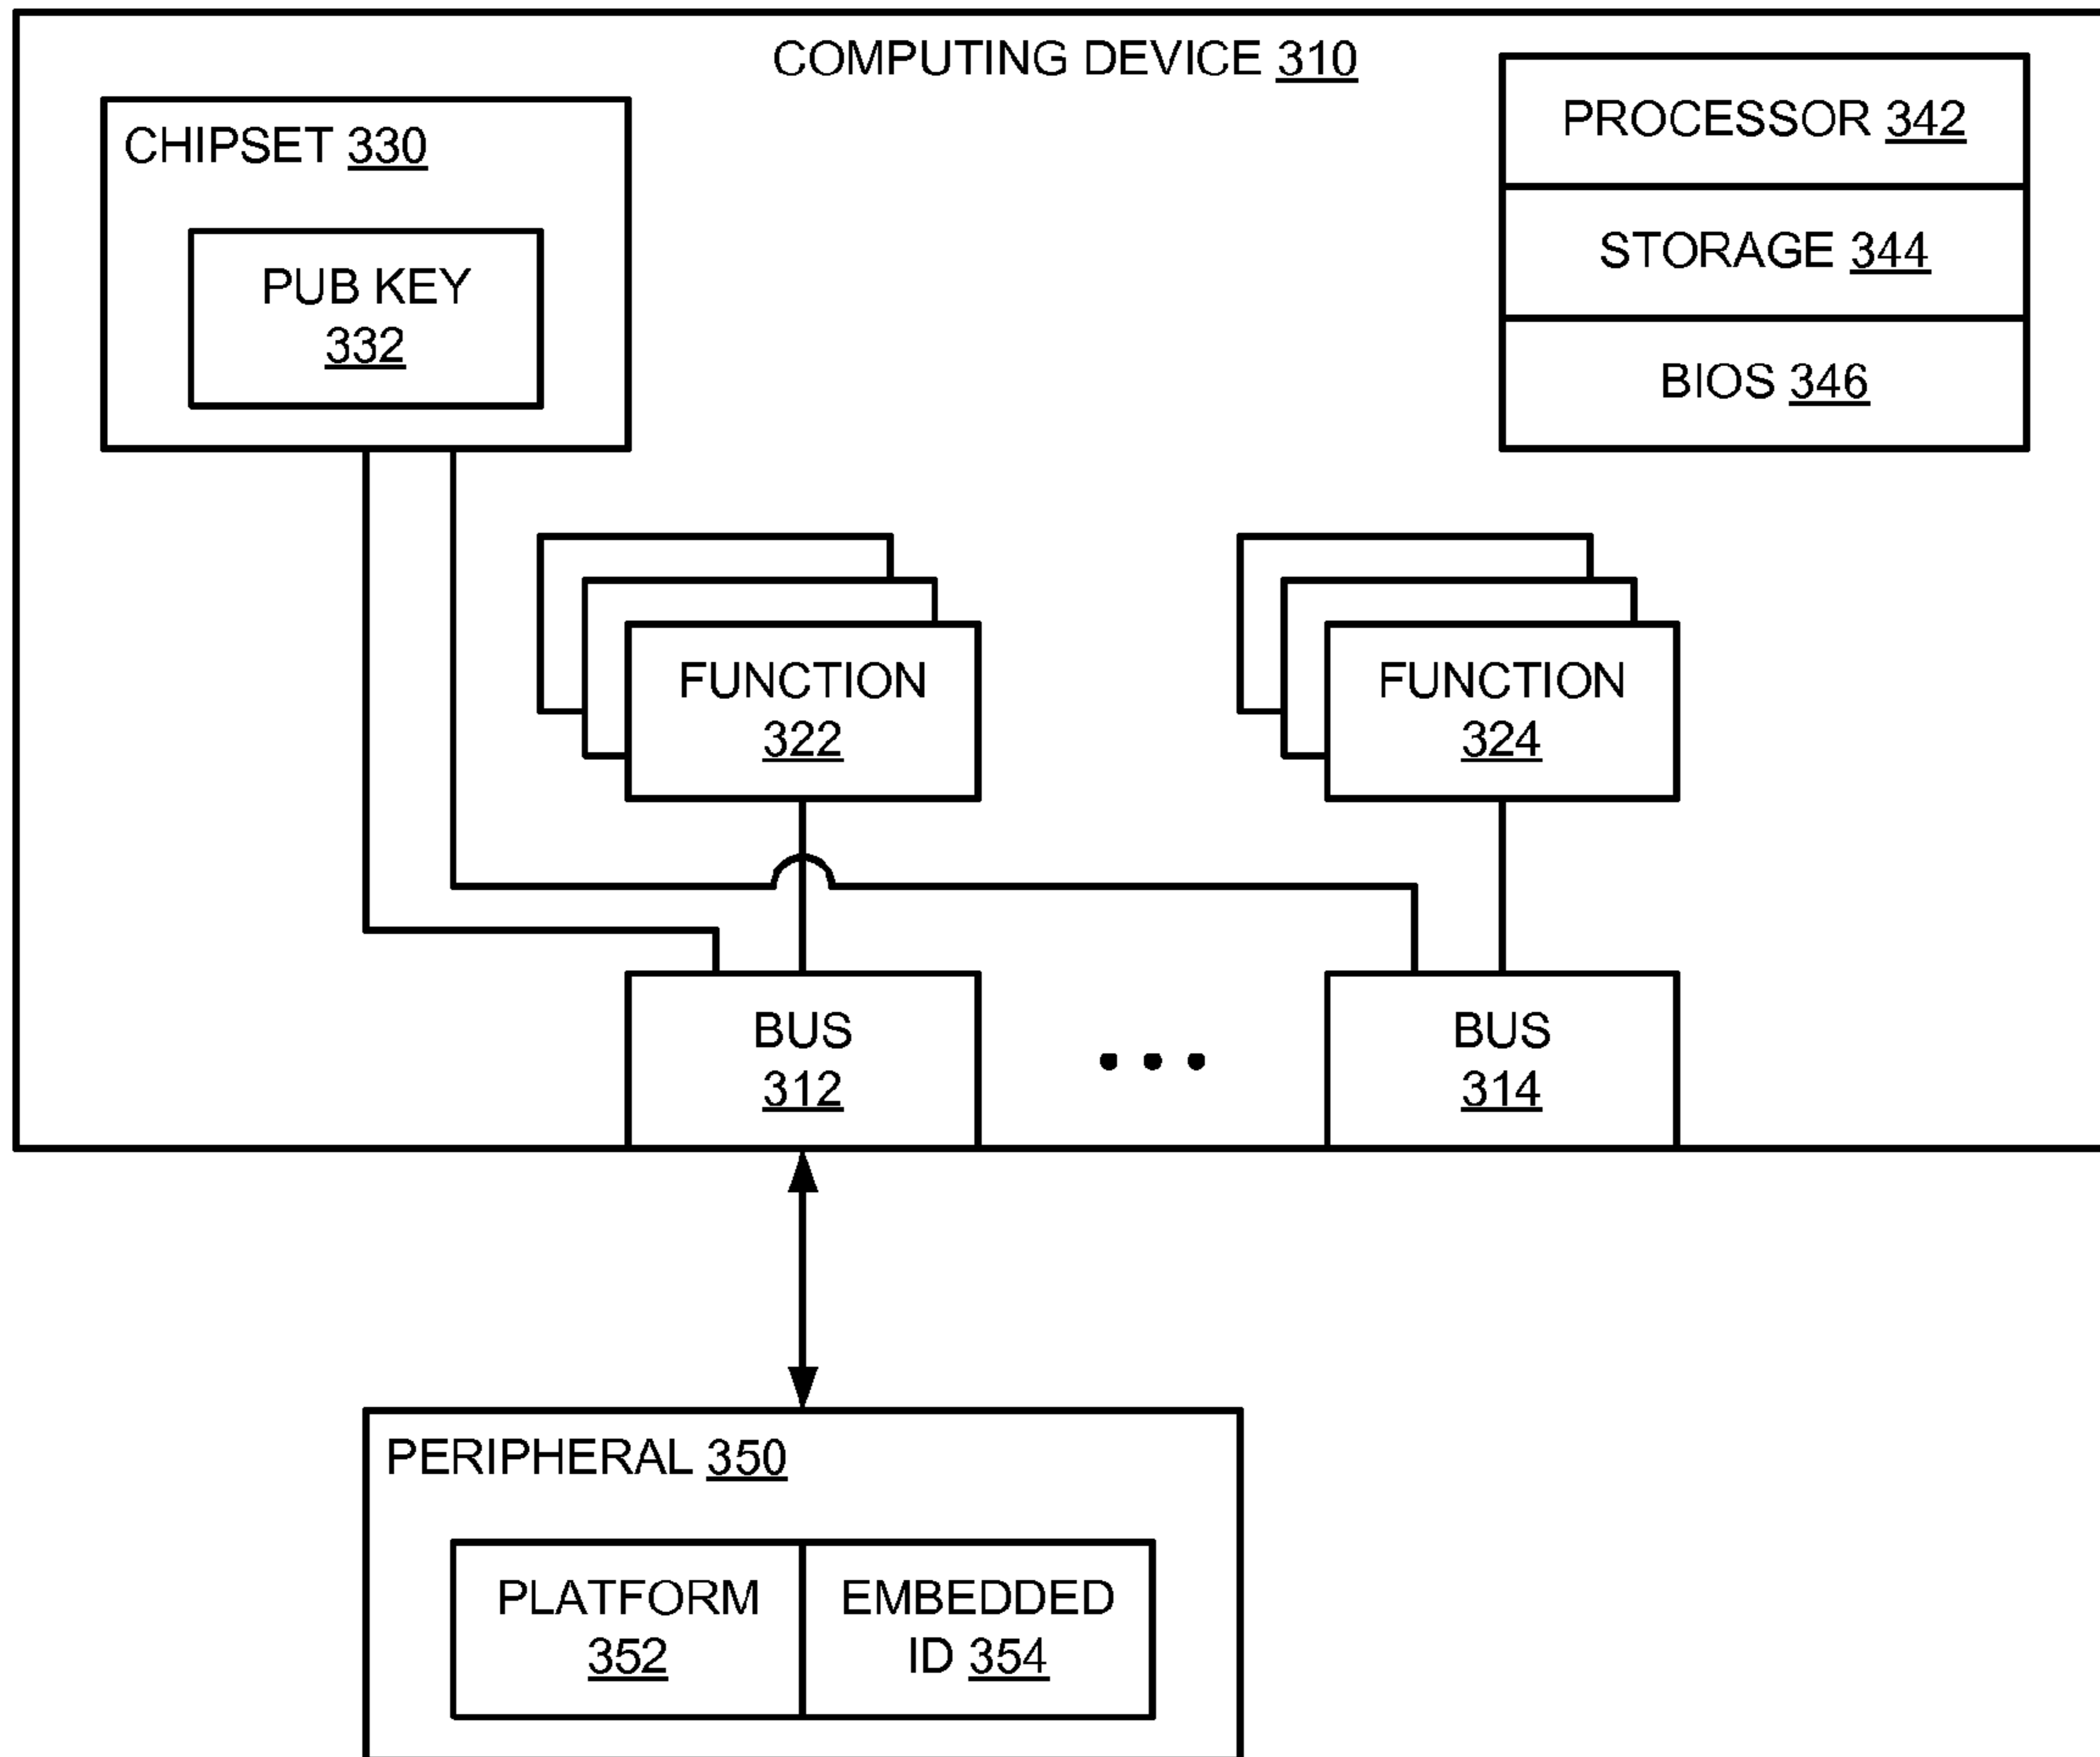 COMPUTING DEVICE 310
CHIPSET 330
PUB KEY
332
PROCESSOR 342
STORAGE 344
BIOS 346
FUNCTION
322
FUNCTION
324
BUS
312
BUS
314
PERIPHERAL 350
PLATFORM
352
EMBEDDED
ID 354